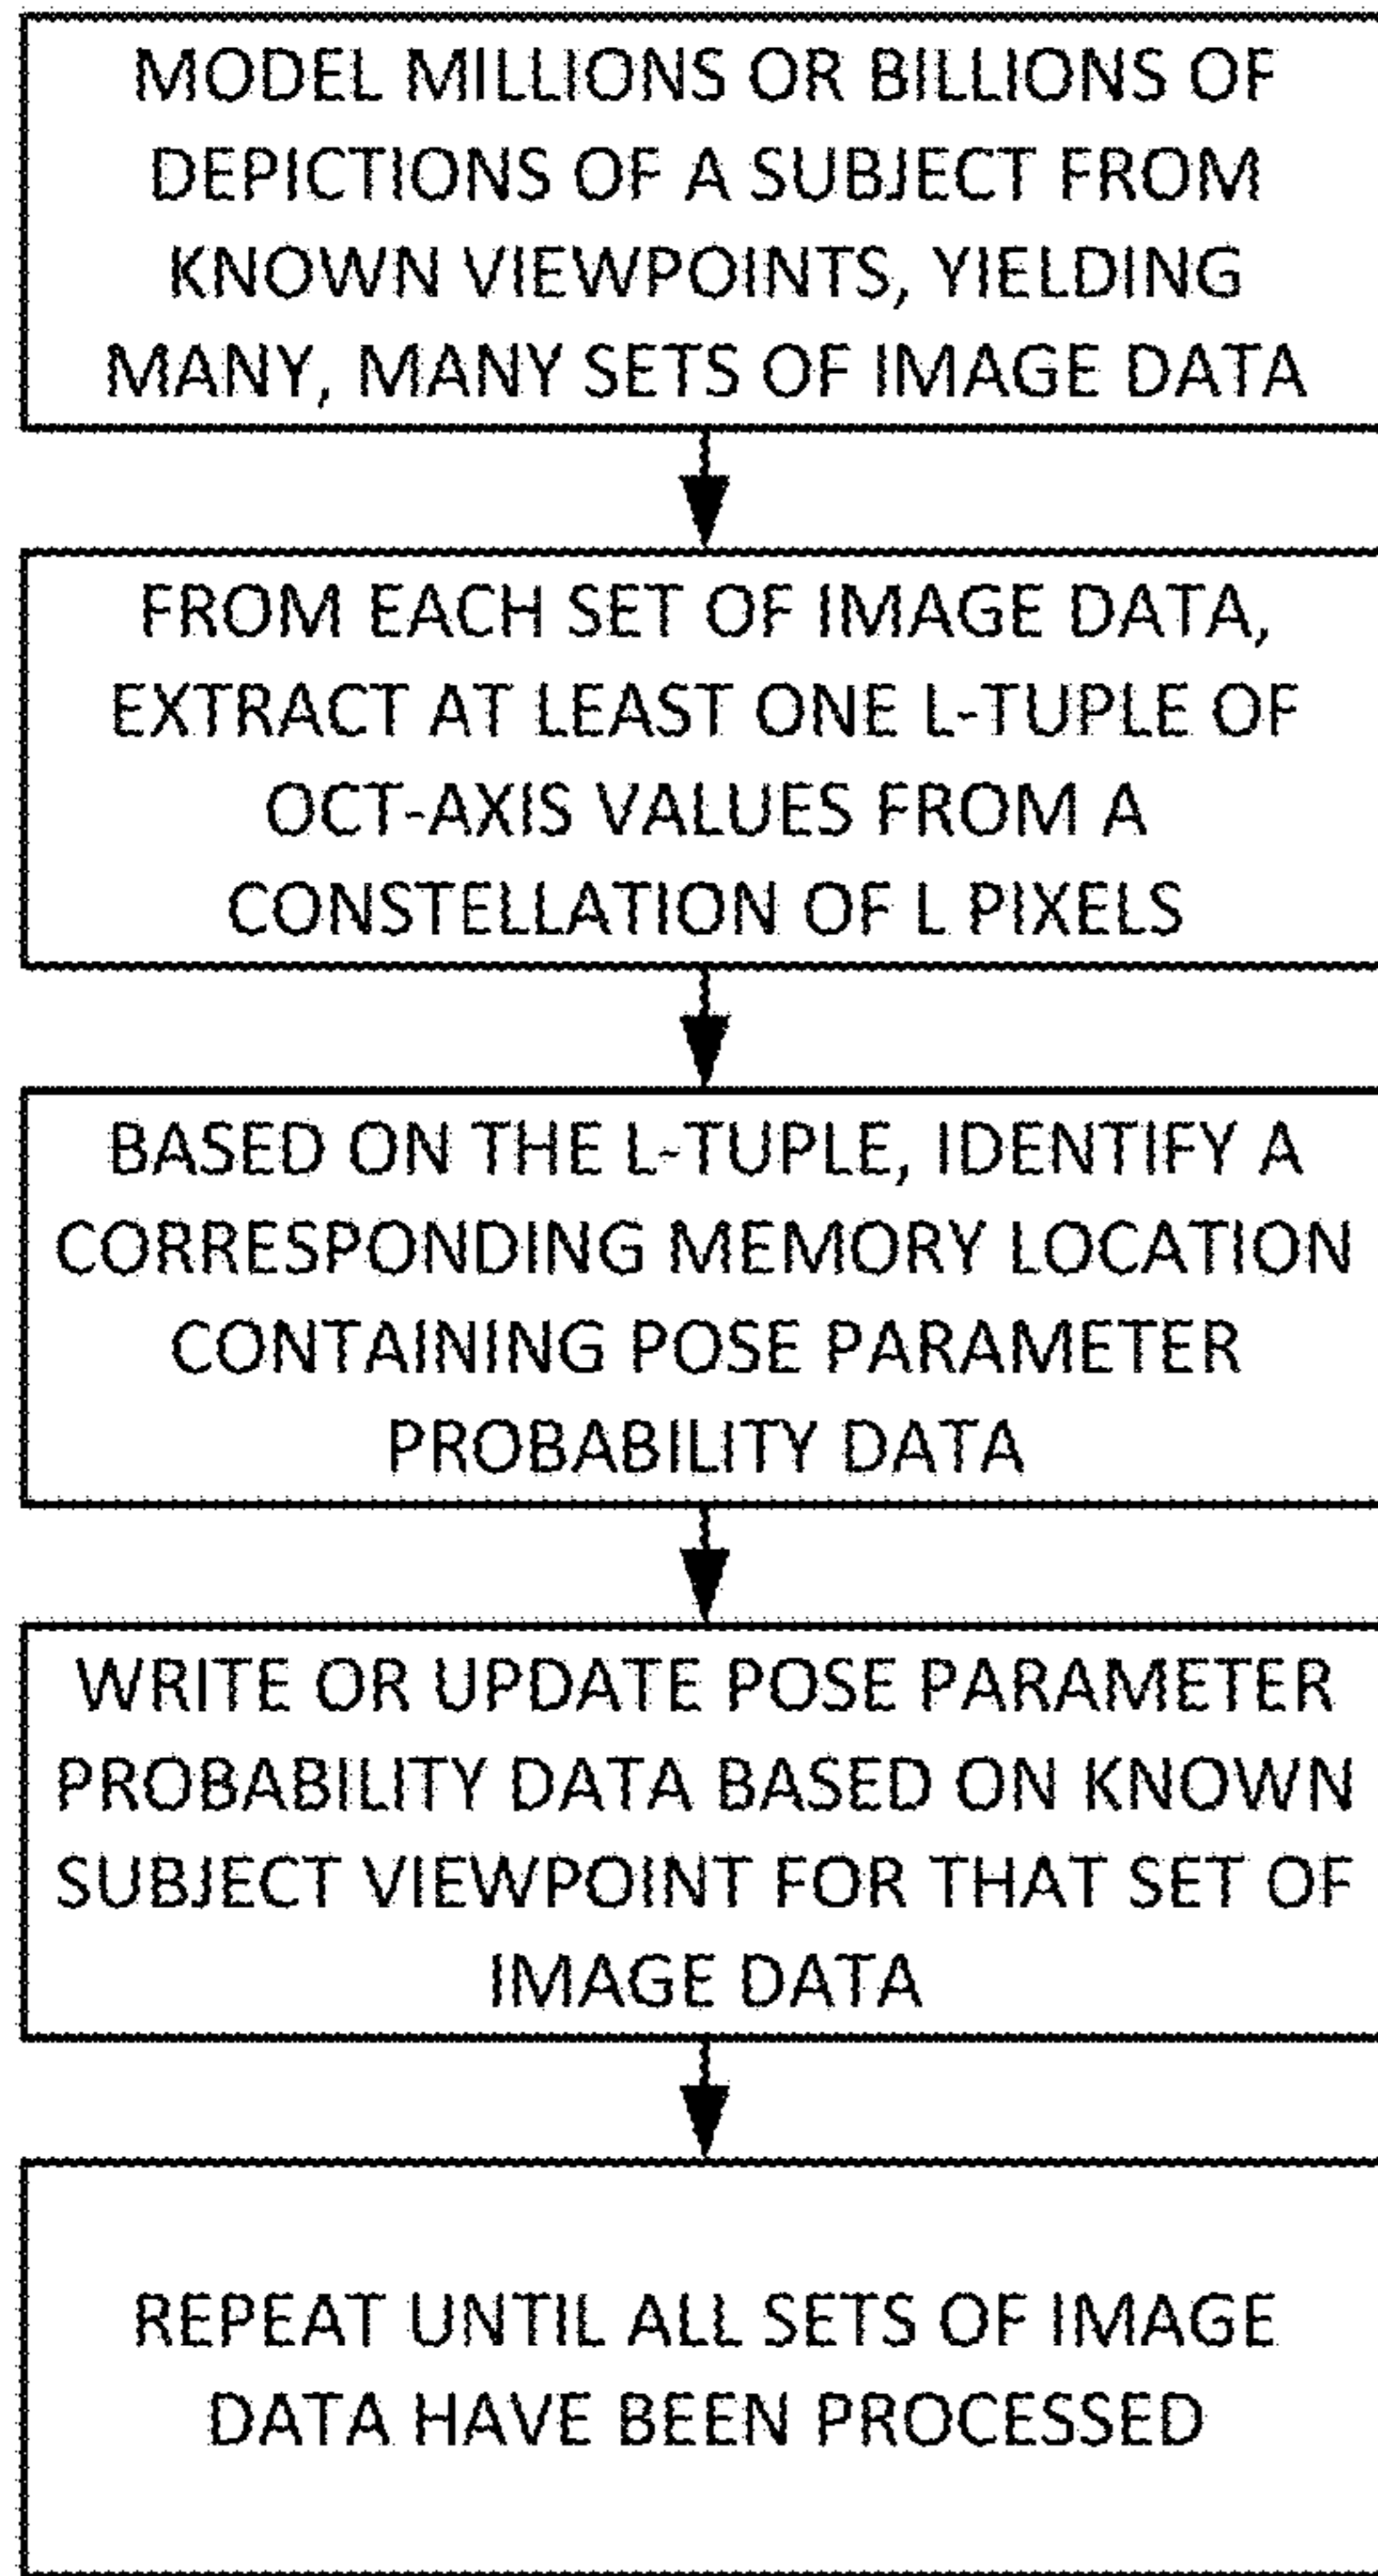 MODEL MILLIONS OR BILLIONS OF
DEPICTIONS OF A SUBJECT FROM
KNOWN VIEWPOINTS, YIELDING
MANY, MANY SETS OF IMAGE DATA
FROM EACH SET OF IMAGE DATA,
EXTRACT AT LEAST ONE L-TUPLE OF
OCT-AXIS VALUES FROM A
CONSTELLATION OF L PIXELS
BASED ON THE L-TUPLE, IDENTIFY A
CORRESPONDING MEMORY LOCATION
CONTAINING POSE PARAMETER
PROBABILITY DATA
WRITE OR UPDATE POSE PARAMETER
PROBABILITY DATA BASED ON KNOWN
SUBJECT VIEWPOINT FOR THAT SET OF
IMAGE DATA
REPEAT UNTIL ALL SETS OF IMAGE
DATA HAVE BEEN PROCESSED